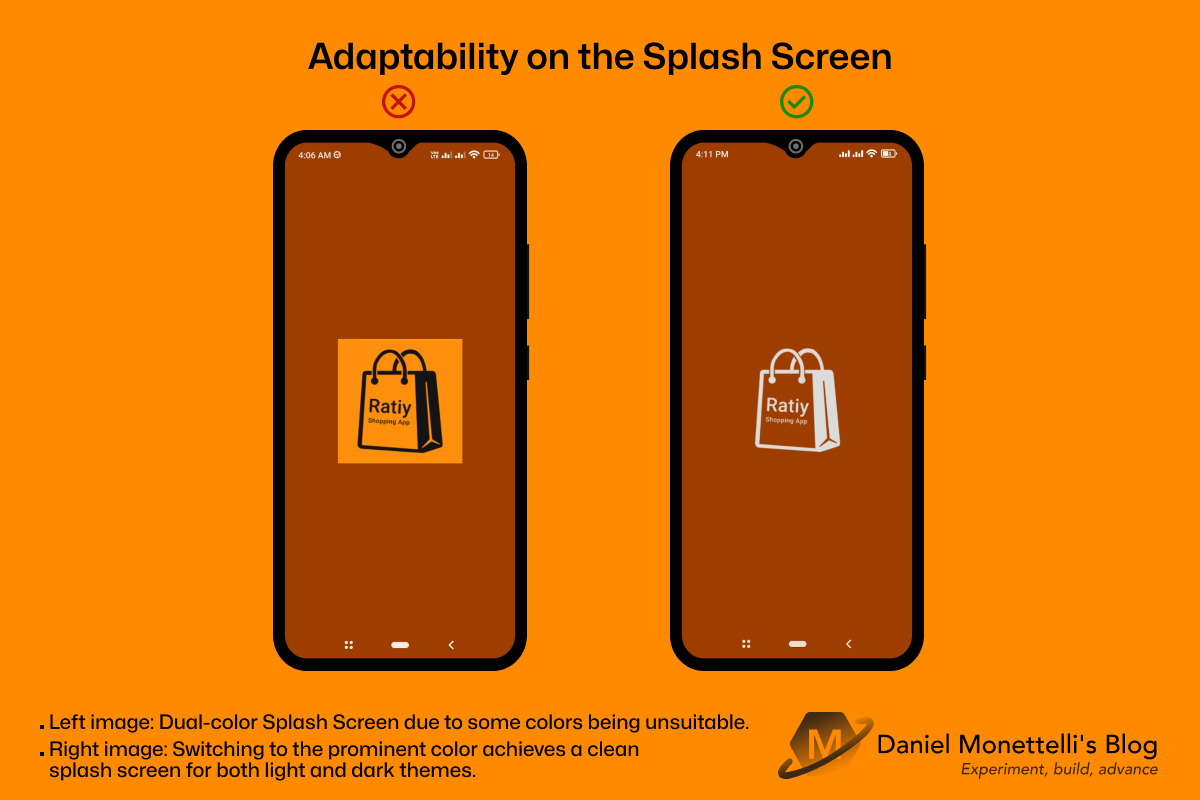 Adaptability on the Splash Screen
4:06 AM
4:11 PM
Ratiy
Shopping App
Ratiy
Shopping App
. Left image: Dual-color Splash Screen due to some colors being unsuitable.
. Right image: Switching to the prominent color achieves a clean
splash screen for both light and dark themes.
M
Daniel Monettelli's Blog
Experiment, build, advance